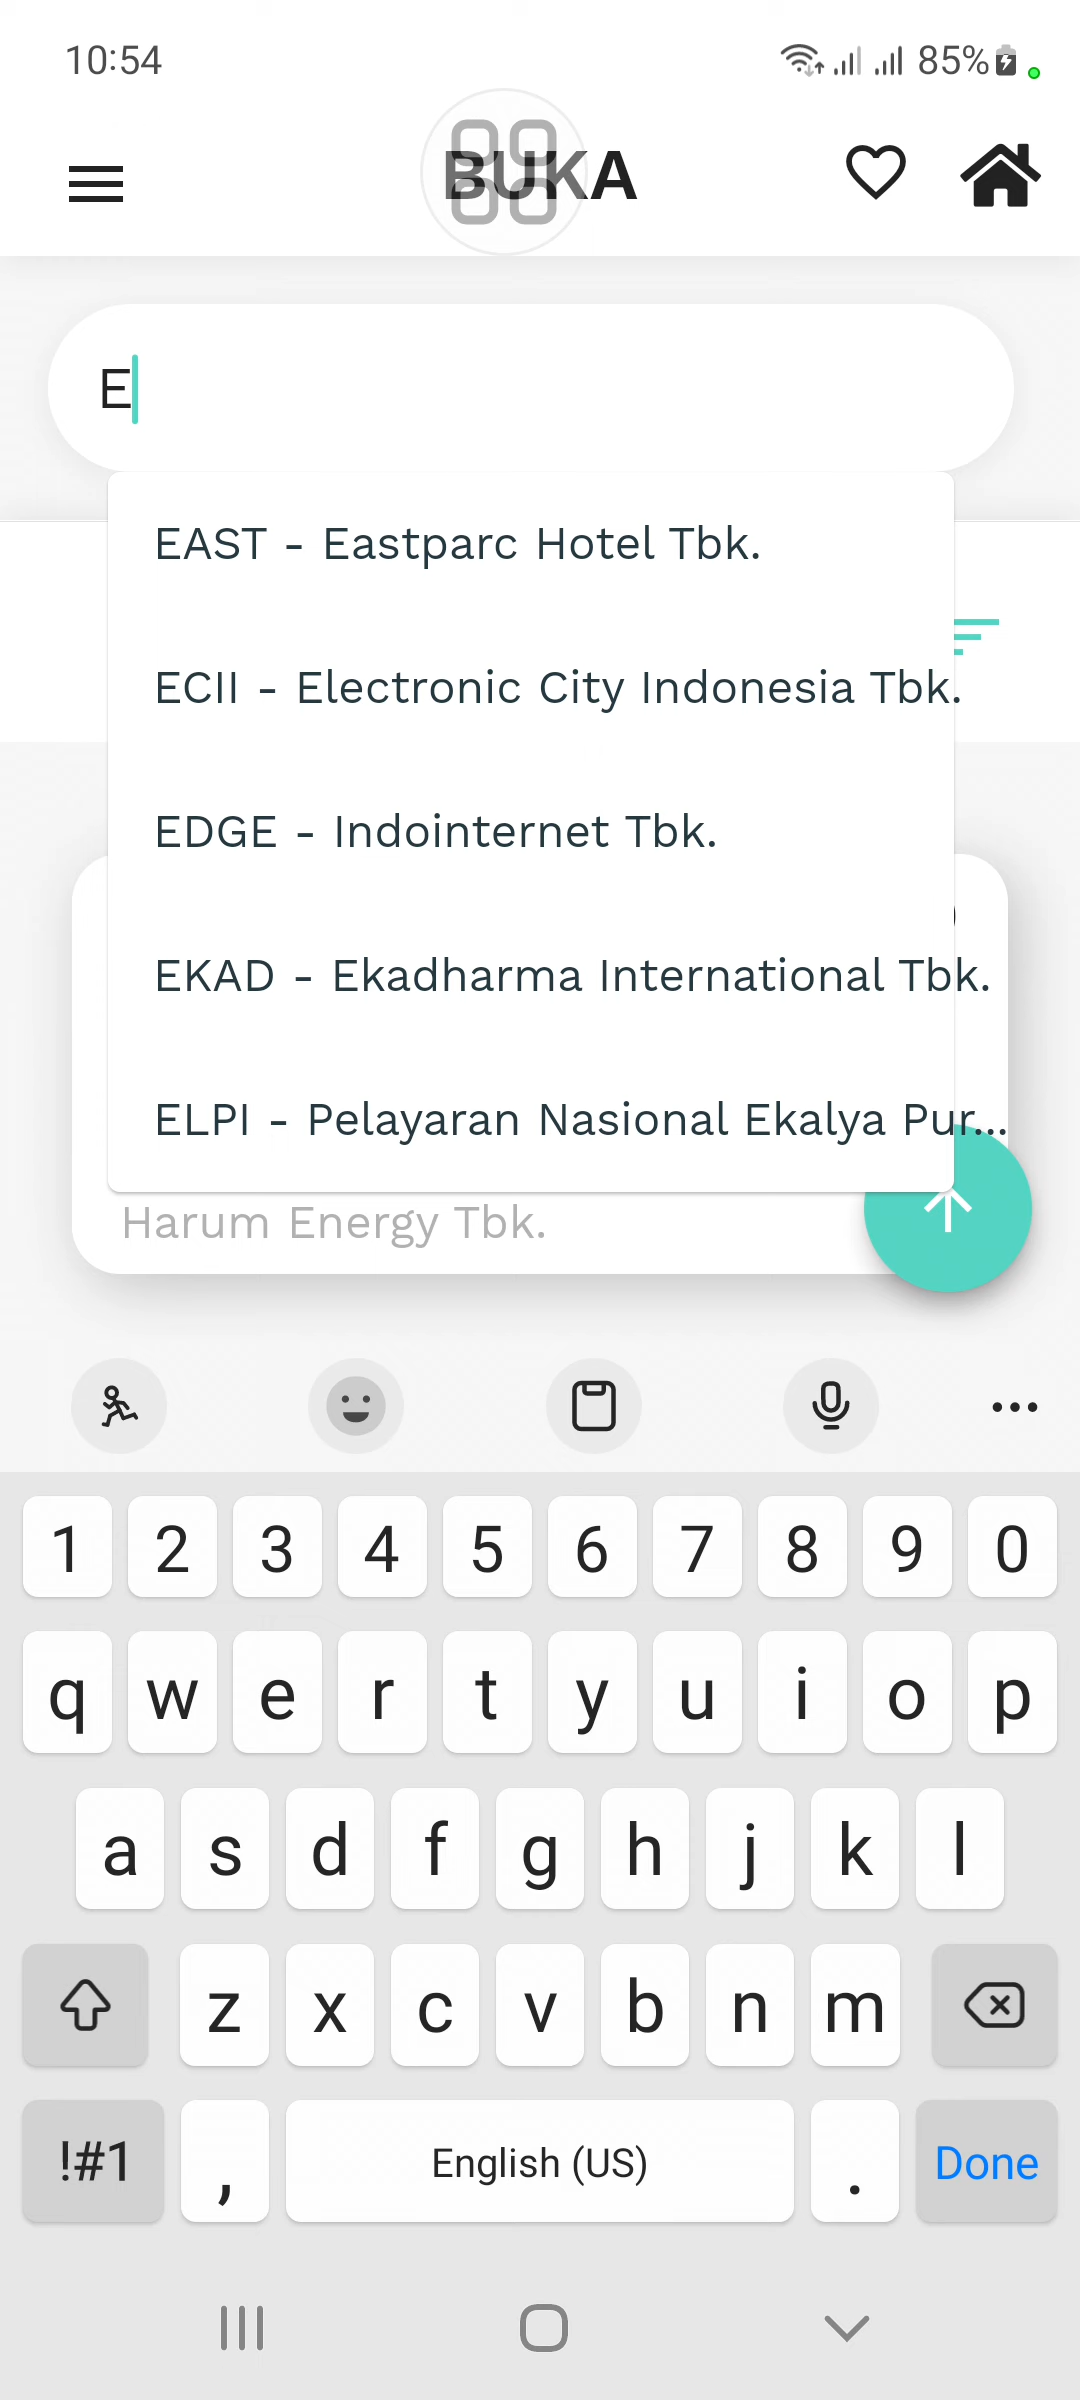 10:54
85%
BUKA
E
EAST - Eastparc Hotel Tbk.
ECII - Electronic City Indonesia Tbk.
EDGE - Indointernet Tbk.
EKAD - Ekadharma International Tbk.
ELPI - Pelayaran Nasional Ekalya Pur...
Harum Energy Tbk.
1 2 3 4 5 6 7 8 9 0
q w e r t y u i o p
a s d f g h j k l
z x c v b n m
!#1 , English (US) . Done